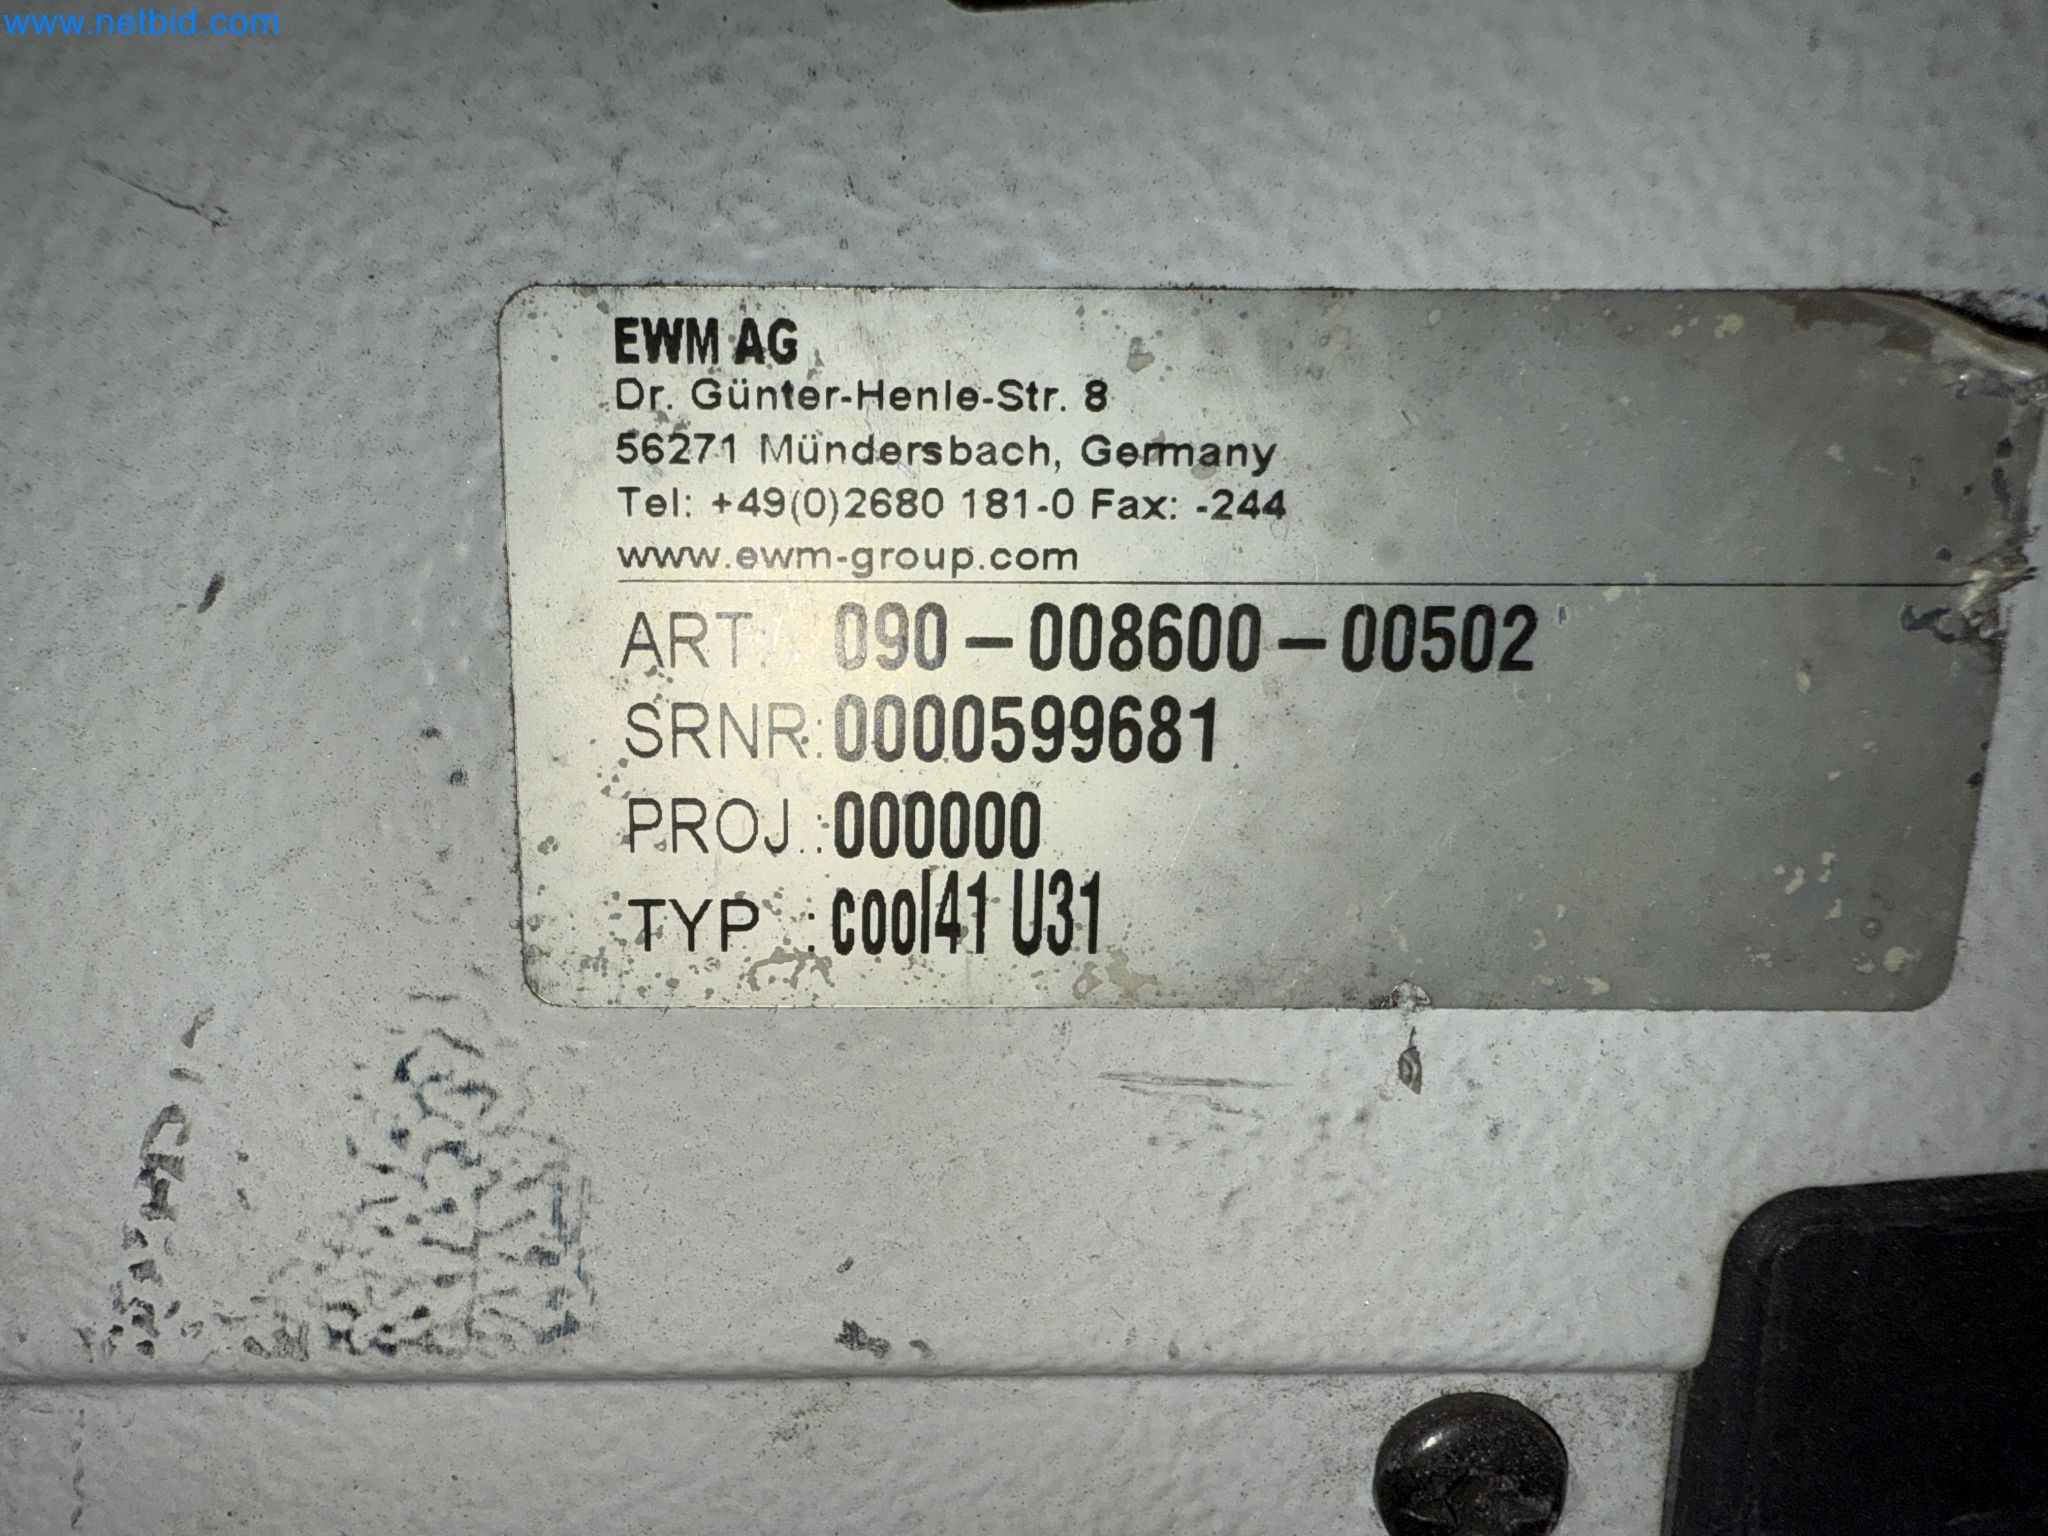 www.netbid.com
EWM AG
Dr. Günter-Henle-Str. 8
56271 Mündersbach, Germany
Tel: +49(0)2680 181-0 Fax: -244
www.ewm-group.com
ART. 090-008600-00502
SRNR:0000599681
PROJ.:000000
TYP :cool41 U31